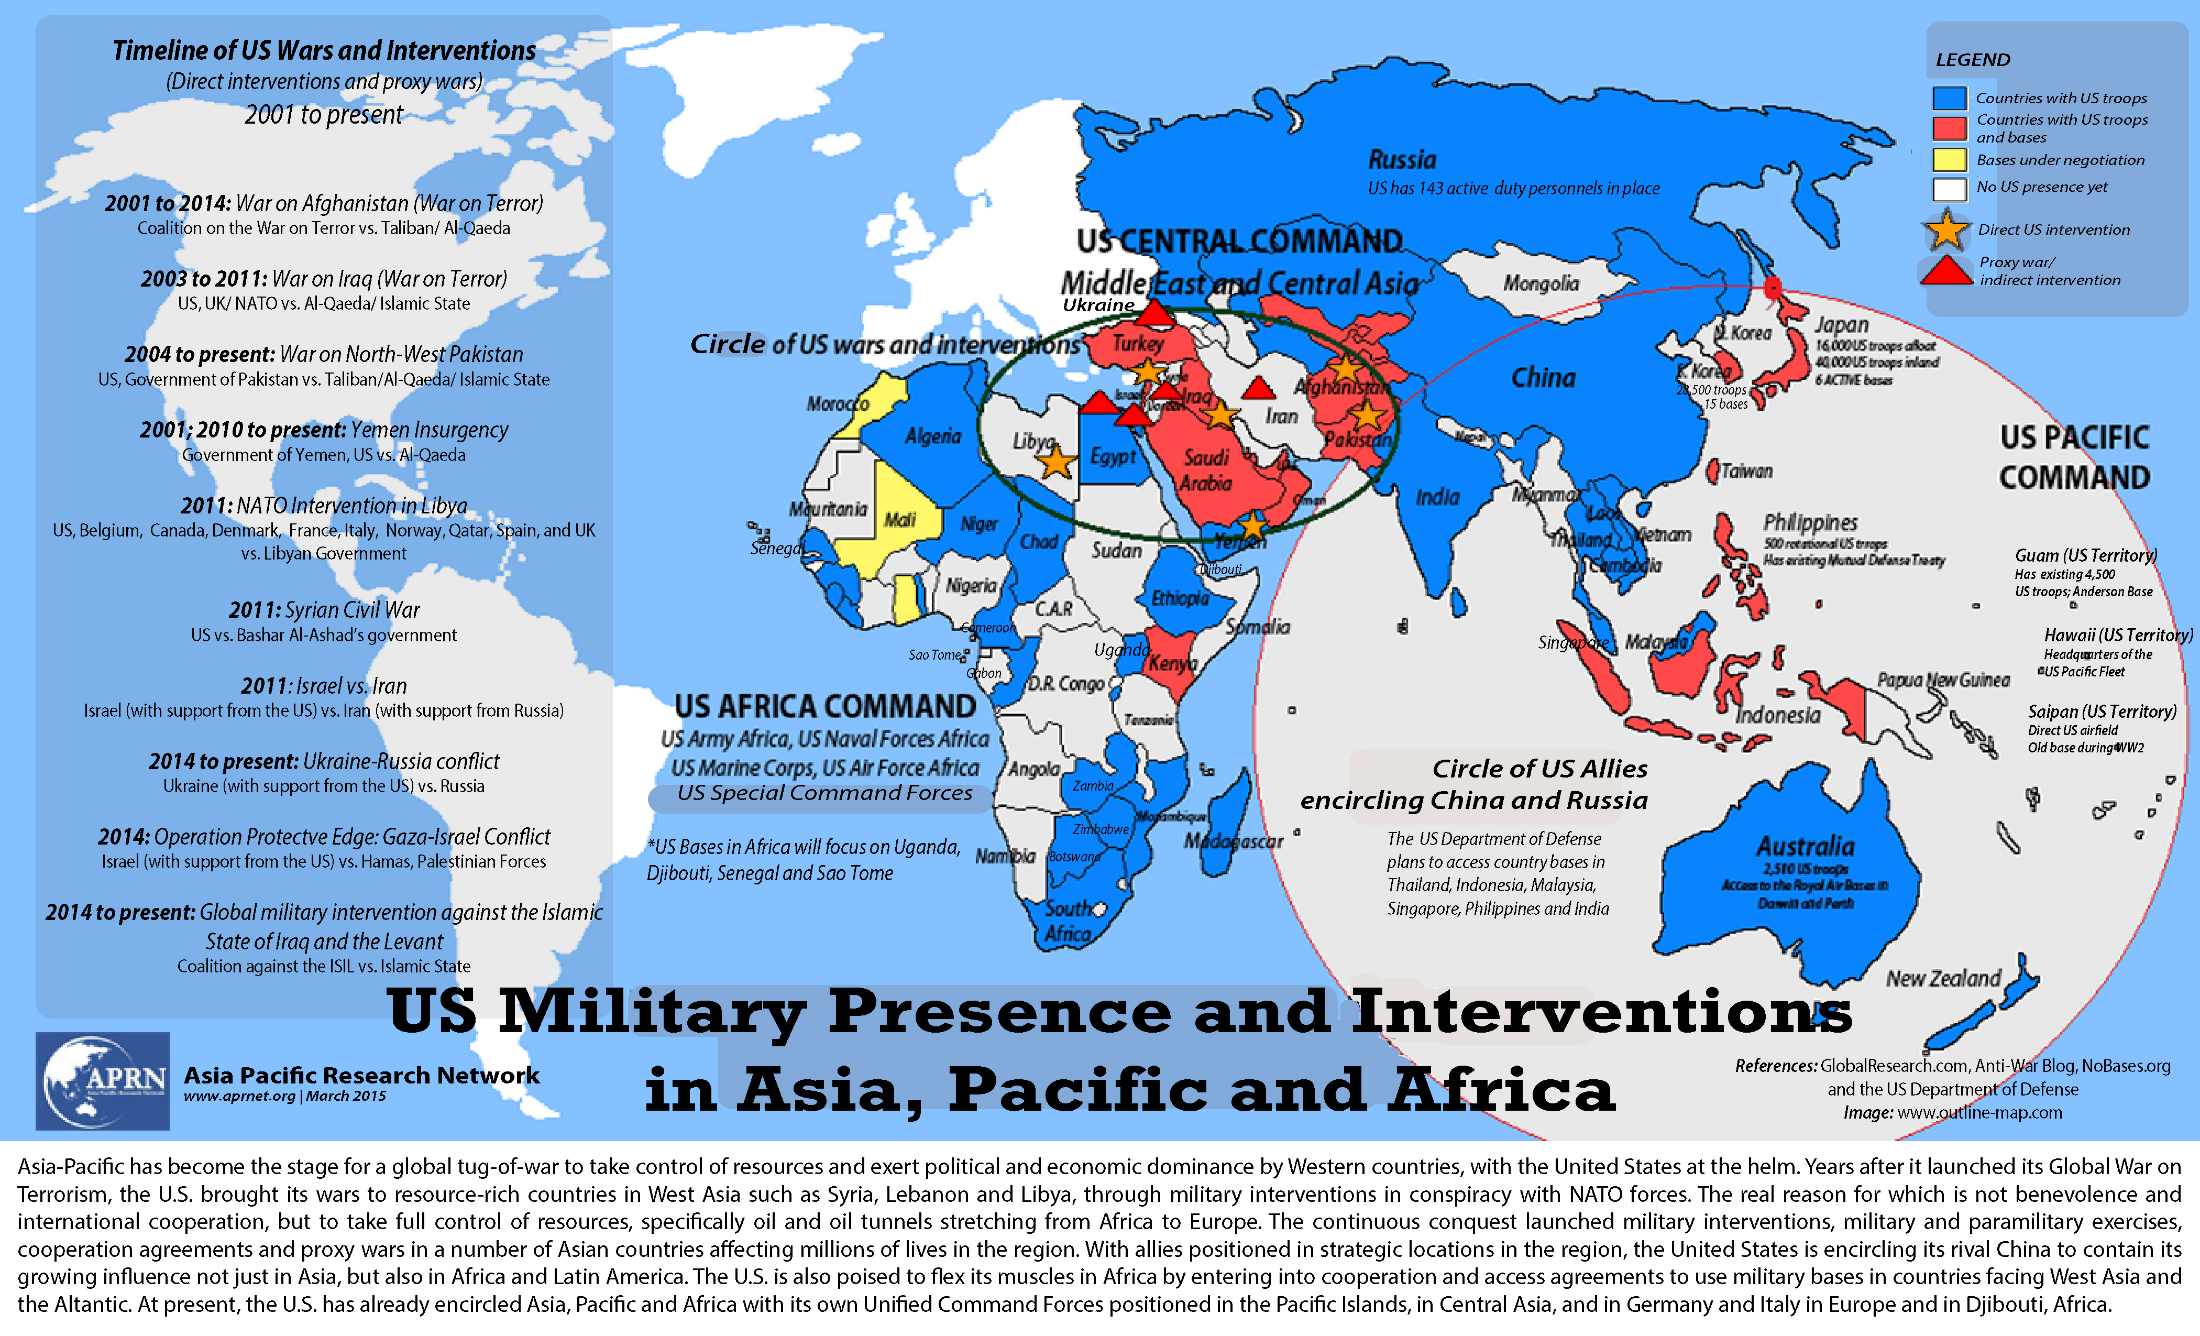 Timeline of US Wars and Interventions
(Direct interventions and proxy wars)
2001 to present
2001 to 2014: War on Afghanistan (War on Terror)
Coalition on the War on Terror vs. Taliban/ Al-Qaeda
2003 to 2011: War on Iraq (War on Terror)
US, UK/ NATO vs. Al-Qaeda/ Islamic State
2004 to present: War on North-West Pakistan
US, Government of Pakistan vs. Taliban/Al-Qaeda/ Islamic State
2001; 2010 to present: Yemen Insurgency
Government of Yemen, US vs. Al-Qaeda
2011: NATO Intervention in Libya
US, Belgium, Canada, Denmark, France, Italy, Norway, Qatar, Spain, and UK
vs. Libyan Government
2011: Syrian Civil War
US vs. Bashar Al-Ashad's government
2011: Israel vs. Iran
Israel (with support from the US) vs. Iran (with support from Russia)
2014 to present: Ukraine-Russia conflict
Ukraine (with support from the US) vs. Russia
2014: Operation Protectve Edge: Gaza-Israel Conflict
Israel (with support from the US) vs. Hamas, Palestinian Forces
2014 to present: Global military intervention against the Islamic
State of Iraq and the Levant
Coalition against the ISIL vs. Islamic State
LEGEND
Countries with US troops
Countries with US troops
and bases
Bases under negotiation
No US presence yet
Direct US intervention
Proxy war/
indirect intervention
Russia
US has 143 active duty personnels in place
US CENTRAL COMMAND
Middle East and Central Asia
Ukraine
Circle of US wars and interventions
Mongolia
Turkey
Syria
Israel
Jordan
Iraq
Iran
Afghanistan
Pakistan
China
N. Korea
S. Korea
28,500 troops
15 bases
Japan
16,000 US troops afloat
40,000 US troops inland
6 ACTIVE bases
Morocco
Algeria
Libya
Egypt
Saudi
Arabia
UAE
Oman
Yemen
Nepal
India
Myanmar
Laos
Thailand
Vietnam
Cambodia
Taiwan
US PACIFIC
COMMAND
Philippines
500 rotational US troops
Has existing Mutual Defense Treaty
Guam (US Territory)
Has existing 4,500
US troops; Anderson Base
Hawaii (US Territory)
Headquarters of the
US Pacific Fleet
Saipan (US Territory)
Direct US airfield
Old base during WW2
Mauritania
Mali
Niger
Chad
Sudan
Senegal
Nigeria
C.A.R
Djibouti
Ethiopia
Somalia
Cameroon
Sao Tome
Gabon
Uganda
Kenya
D.R. Congo
Tanzania
Angola
Zambia
Zimbabwe
Mozambique
Botswana
Namibia
Madagascar
South
Africa
Singapore
Malaysia
Indonesia
Papua New Guinea
US AFRICA COMMAND
US Army Africa, US Naval Forces Africa
US Marine Corps, US Air Force Africa
US Special Command Forces
*US Bases in Africa will focus on Uganda,
Djibouti, Senegal and Sao Tome
Circle of US Allies
encircling China and Russia
The US Department of Defense
plans to access country bases in
Thailand, Indonesia, Malaysia,
Singapore, Philippines and India
Australia
2,510 US troops
Access to the Royal Air Bases in
Darwin and Perth
New Zealand
US Military Presence and Interventions
in Asia, Pacific and Africa
APRN
Asia Pacific Research Network
www.aprnet.org | March 2015
References: GlobalResearch.com, Anti-War Blog, NoBases.org
and the US Department of Defense
Image: www.outline-map.com
Asia-Pacific has become the stage for a global tug-of-war to take control of resources and exert political and economic dominance by Western countries, with the United States at the helm. Years after it launched its Global War on
Terrorism, the U.S. brought its wars to resource-rich countries in West Asia such as Syria, Lebanon and Libya, through military interventions in conspiracy with NATO forces. The real reason for which is not benevolence and
international cooperation, but to take full control of resources, specifically oil and oil tunnels stretching from Africa to Europe. The continuous conquest launched military interventions, military and paramilitary exercises,
cooperation agreements and proxy wars in a number of Asian countries affecting millions of lives in the region. With allies positioned in strategic locations in the region, the United States is encircling its rival China to contain its
growing influence not just in Asia, but also in Africa and Latin America. The U.S. is also poised to flex its muscles in Africa by entering into cooperation and access agreements to use military bases in countries facing West Asia and
the Altantic. At present, the U.S. has already encircled Asia, Pacific and Africa with its own Unified Command Forces positioned in the Pacific Islands, in Central Asia, and in Germany and Italy in Europe and in Djibouti, Africa.